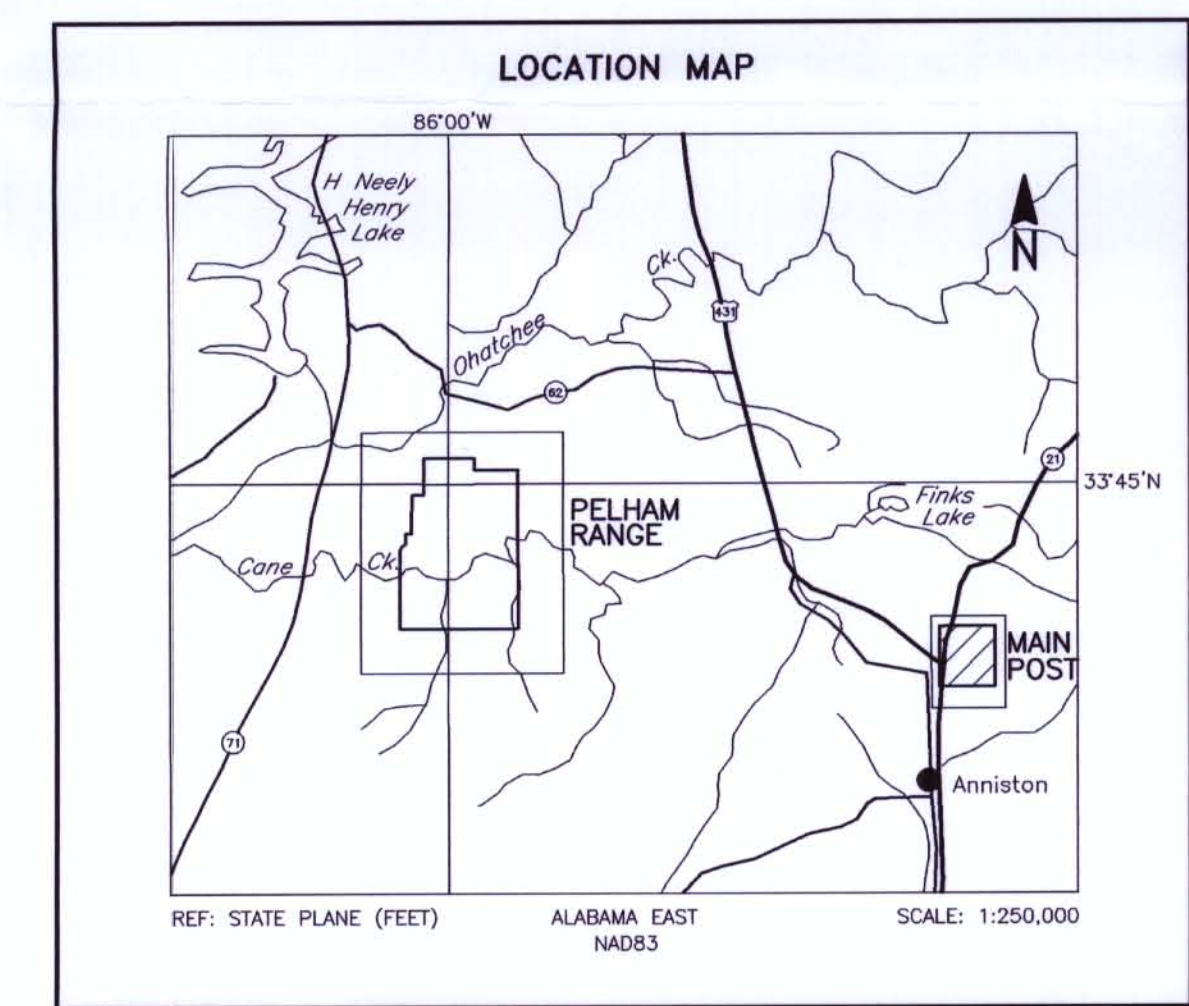 LOCATION MAP
86°00'W
H Neely
Henry
Lake
N
Ck.
431
Ohatchee
62
21
33°45'N
Finks
Lake
PELHAM
RANGE
Cane Ck.
MAIN
POST
71
Anniston
REF: STATE PLANE (FEET) ALABAMA EAST SCALE: 1:250,000
NAD83